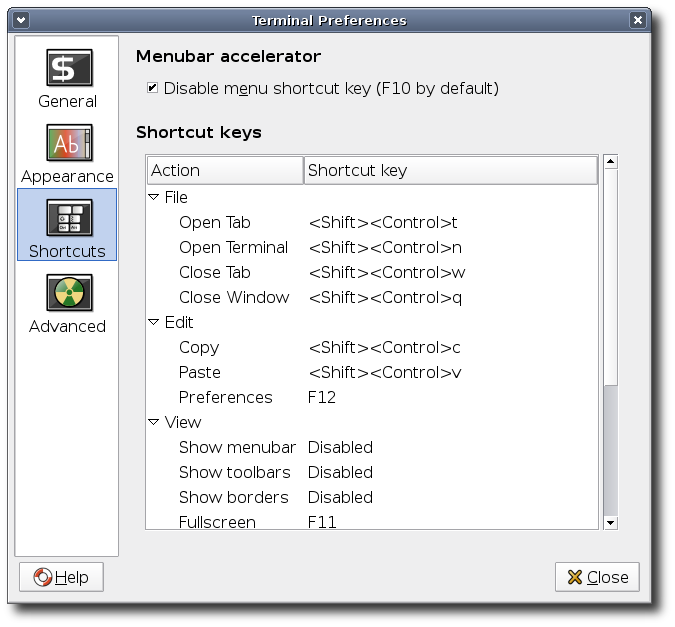 Terminal Preferences
General
Appearance
Shortcuts
Advanced
Menubar accelerator
Disable menu shortcut key (F10 by default)
Shortcut keys
Action Shortcut key
File
Open Tab <Shift><Control>t
Open Terminal <Shift><Control>n
Close Tab <Shift><Control>w
Close Window <Shift><Control>q
Edit
Copy <Shift><Control>c
Paste <Shift><Control>v
Preferences F12
View
Show menubar Disabled
Show toolbars Disabled
Show borders Disabled
Fullscreen F11
Help
Close